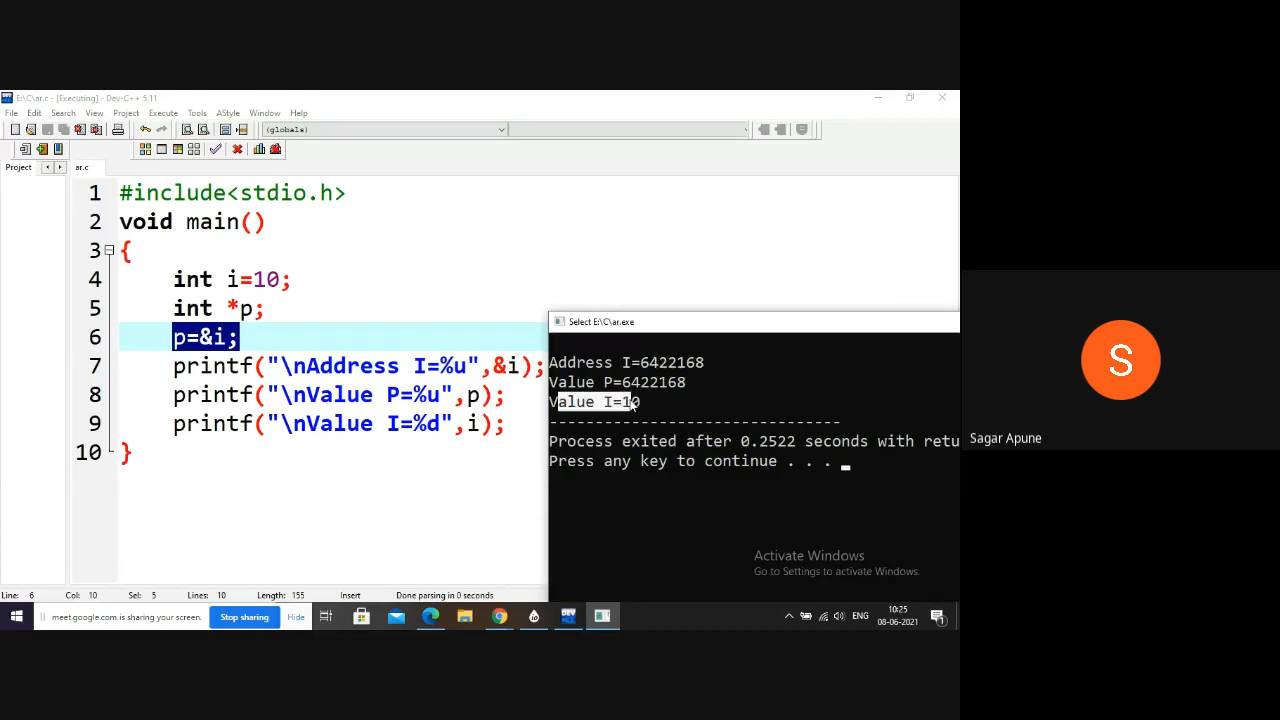 E:\C\ar.c - [Executing] - Dev-C++ 5.11
File Edit Search View Project Execute Tools AStyle Window Help
(globals)
Project ar.c
1 #include<stdio.h>
2 void main()
3 {
4 int i=10;
5 int *p;
6 p=&i;
7 printf("\nAddress I=%u",&i);
8 printf("\nValue P=%u",p);
9 printf("\nValue I=%d",i);
10 }
Select E:\C\ar.exe
Address I=6422168
Value P=6422168
Value I=10
--------------------------------
Process exited after 0.2522 seconds with retu
Press any key to continue . . .
Activate Windows
Go to Settings to activate Windows.
Line: 6 Col: 10 Sel: 5 Lines: 10 Length: 155 Insert Done parsing in 0 seconds
meet.google.com is sharing your screen. Stop sharing Hide
DEV
ENG
10:25
08-06-2021
1
S
Sagar Apune